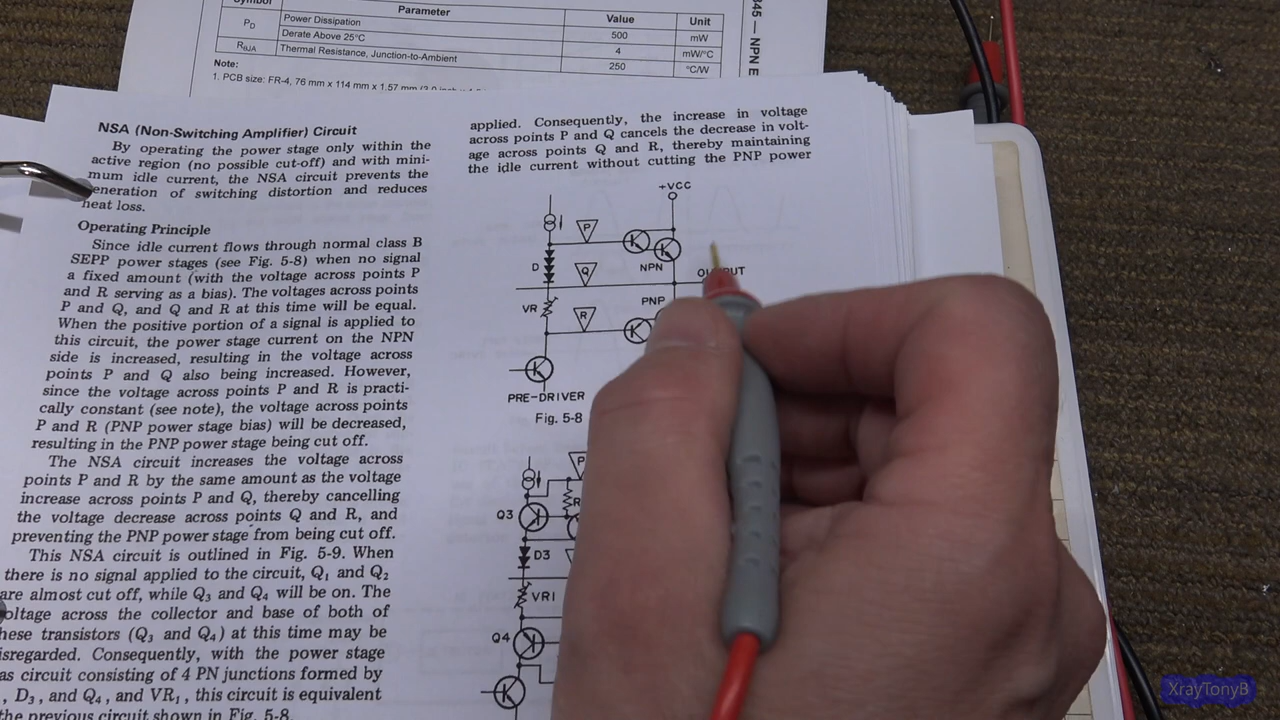 Parameter
Value
Unit
PD
Power Dissipation
500
mW
Derate Above 25°C
4
mW/°C
RθJA
Thermal Resistance, Junction-to-Ambient
250
°C/W
Note:
1. PCB size: FR-4, 76 mm x 114 mm x 1.57 mm
345 — NPN E
NSA (Non-Switching Amplifier) Circuit
By operating the power stage only within the
active region (no possible cut-off) and with mini-
mum idle current, the NSA circuit prevents the
generation of switching distortion and reduces
heat loss.
Operating Principle
Since idle current flows through normal class B
SEPP power stages (see Fig. 5-8) when no signal
a fixed amount (with the voltage across points P
and R serving as a bias). The voltages across points
P and Q, and Q and R at this time will be equal.
When the positive portion of a signal is applied to
this circuit, the power stage current on the NPN
side is increased, resulting in the voltage across
points P and Q also being increased. However,
since the voltage across points P and R is practi-
cally constant (see note), the voltage across points
P and R (PNP power stage bias) will be decreased,
resulting in the PNP power stage being cut off.
The NSA circuit increases the voltage across
points P and R by the same amount as the voltage
increase across points P and Q, thereby cancelling
the voltage decrease across points Q and R, and
preventing the PNP power stage from being cut off.
This NSA circuit is outlined in Fig. 5-9. When
there is no signal applied to the circuit, Q1 and Q2
are almost cut off, while Q3 and Q4 will be on. The
oltage across the collector and base of both of
hese transistors (Q3 and Q4) at this time may be
isregarded. Consequently, with the power stage
as circuit consisting of 4 PN junctions formed by
, D3, and Q4, and VR1, this circuit is equivalent
the previous circuit shown in Fig. 5-8.
applied. Consequently, the increase in voltage
across points P and Q cancels the decrease in volt-
age across points Q and R, thereby maintaining
the idle current without cutting the PNP power
+VCC
P
D
Q
NPN
OUTPUT
VR
R
PNP
PRE-DRIVER
Fig. 5-8
P
R
Q3
D3
VR1
Q4
XrayTonyB